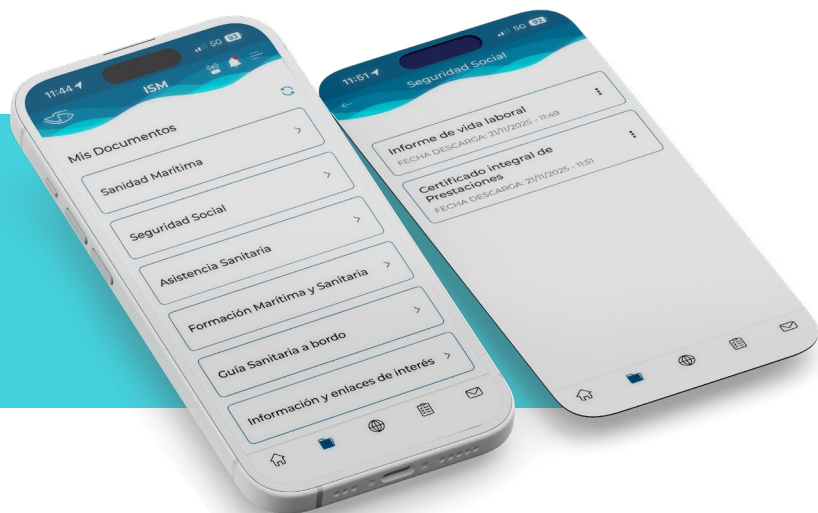 11:44
5G 93
ISM
Mis Documentos
Sanidad Marítima
Seguridad Social
Asistencia Sanitaria
Formación Marítima y Sanitaria
Guía Sanitaria a bordo
Información y enlaces de interés
11:51
5G 92
Seguridad Social
Informe de vida laboral
FECHA DESCARGA: 21/11/2025 - 11:49
Certificado integral de
Prestaciones
FECHA DESCARGA: 21/11/2025 - 11:51